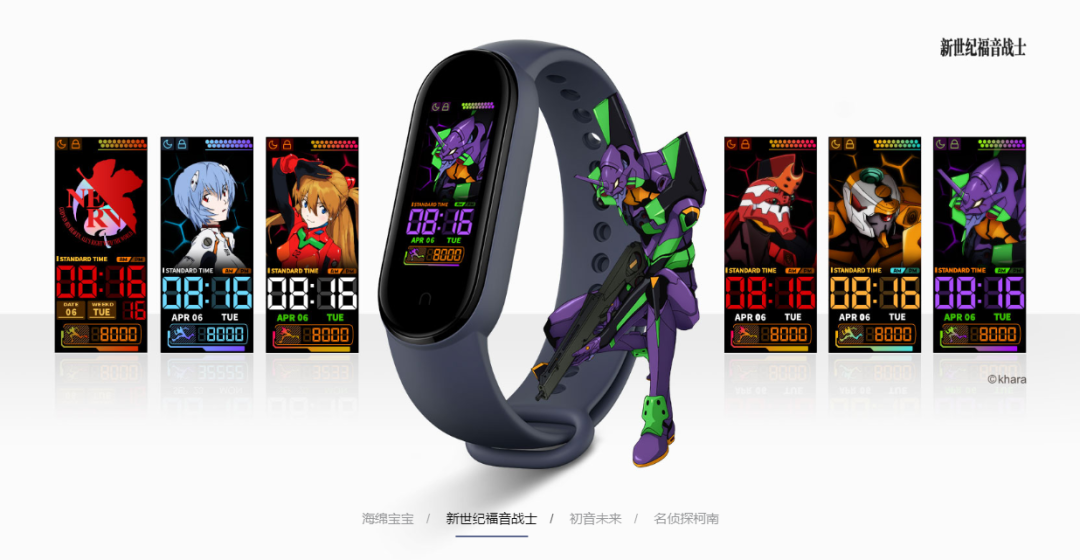 新世纪福音战士
NERV
STANDARD TIME
08:16
DATE
06
WEEKD
TUE
16
8000
STANDARD TIME
08:16
APR 06
TUE
8000
STANDARD TIME
08:16
APR 06
TUE
8000
STANDARD TIME
08:16
APR 06
TUE
8000
STANDARD TIME
08:16
APR 06
TUE
8000
STANDARD TIME
08:16
APR 06
TUE
8000
STANDARD TIME
08:16
APR 06
TUE
8000
©khara
海绵宝宝 / 新世纪福音战士 / 初音未来 / 名侦探柯南